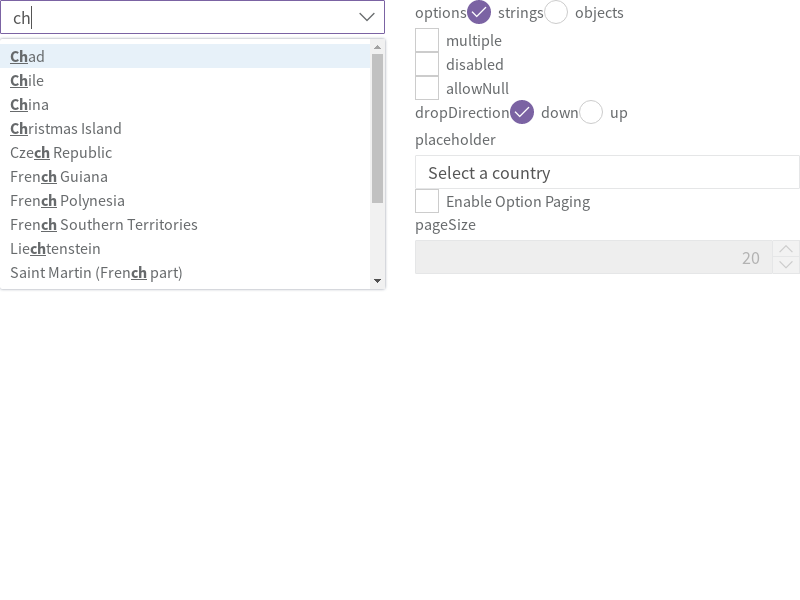 ch
Chad
Chile
China
Christmas Island
Czech Republic
French Guiana
French Polynesia
French Southern Territories
Liechtenstein
Saint Martin (French part)
options strings objects
multiple
disabled
allowNull
dropDirection down up
placeholder
Select a country
Enable Option Paging
pageSize
20